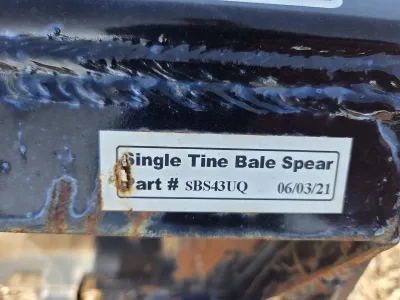 Single Tine Bale Spear
Part # SBS43UQ 06/03/21